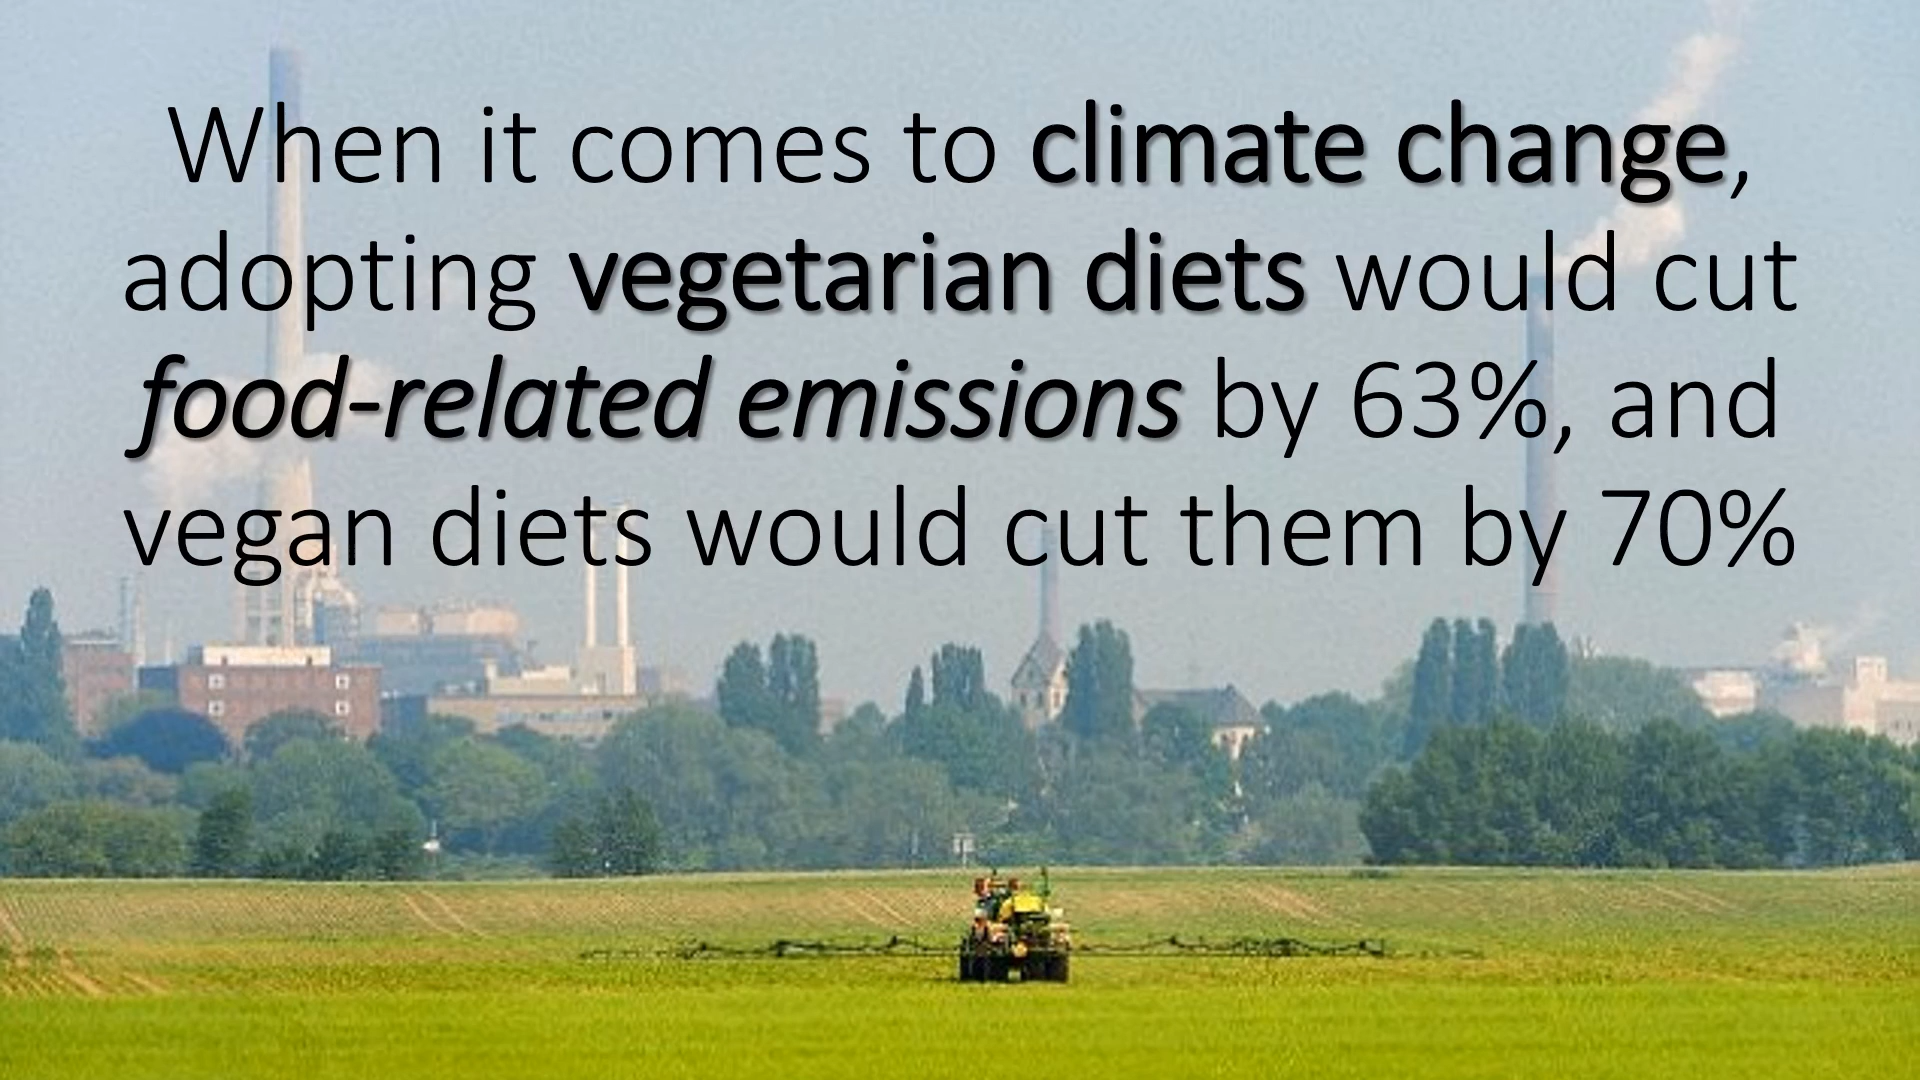 When it comes to climate change,
adopting vegetarian diets would cut
food-related emissions by 63%, and
vegan diets would cut them by 70%